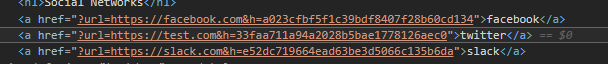 <h1>Social Networks</h1>
<a href="?url=https://facebook.com&h=a023cfbf5f1c39bdf8407f28b60cd134">facebook</a>
<a href="?url=https://test.com&h=33faa711a94a2028b5bae1778126aec0">twitter</a> == $0
<a href="?url=https://slack.com&h=e52dc719664ead63be3d5066c135b6da">slack</a>